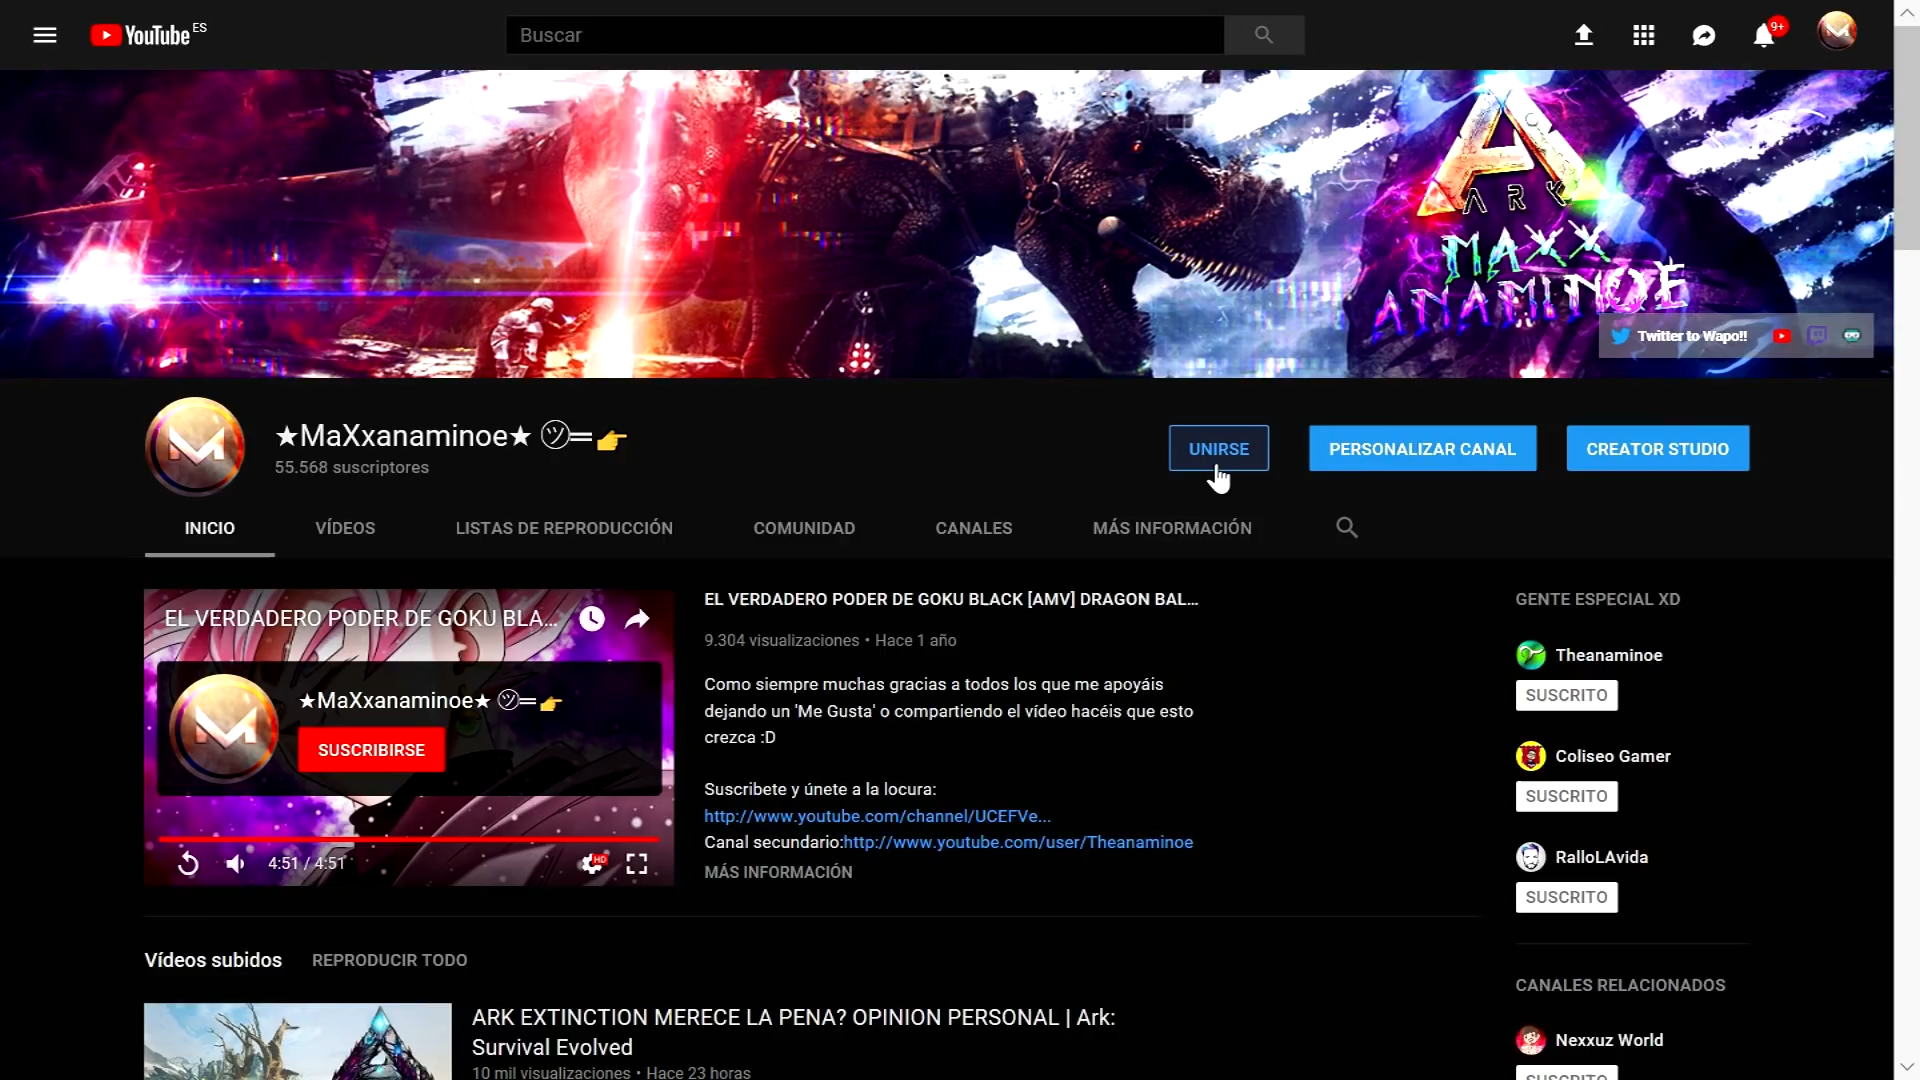 YouTube ES
Buscar
9+
ARK
MAXX
ANAMINOE
Twitter to Wapo!!
★MaXxanaminoe★ ㋡═👉
55.568 suscriptores
UNIRSE
PERSONALIZAR CANAL
CREATOR STUDIO
INICIO
VÍDEOS
LISTAS DE REPRODUCCIÓN
COMUNIDAD
CANALES
MÁS INFORMACIÓN
EL VERDADERO PODER DE GOKU BLA...
★MaXxanaminoe★ ㋡═👉
SUSCRIBIRSE
4:51 / 4:51
HD
EL VERDADERO PODER DE GOKU BLACK [AMV] DRAGON BAL...
9.304 visualizaciones • Hace 1 año
Como siempre muchas gracias a todos los que me apoyáis
dejando un 'Me Gusta' o compartiendo el vídeo hacéis que esto
crezca :D
Suscribete y únete a la locura:
http://www.youtube.com/channel/UCEFVe...
Canal secundario:http://www.youtube.com/user/Theanaminoe
MÁS INFORMACIÓN
GENTE ESPECIAL XD
Theanaminoe
SUSCRITO
Coliseo Gamer
SUSCRITO
RalloLAvida
SUSCRITO
CANALES RELACIONADOS
Nexxuz World
SUSCRITO
Vídeos subidos
REPRODUCIR TODO
ARK EXTINCTION MERECE LA PENA? OPINION PERSONAL | Ark:
Survival Evolved
10 mil visualizaciones • Hace 23 horas